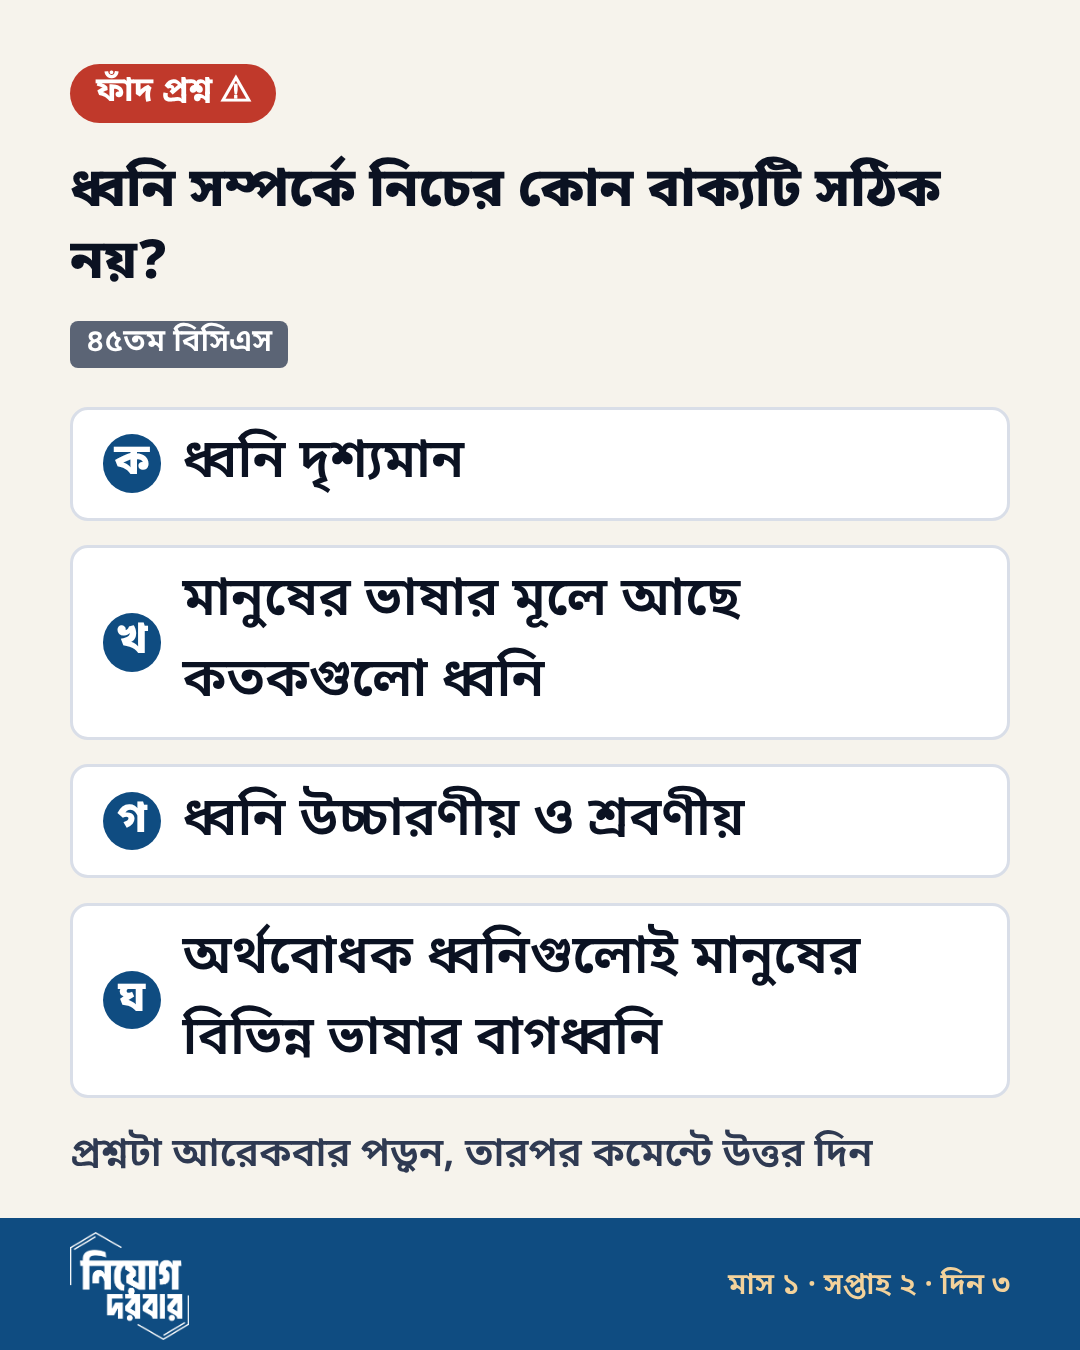 ফাঁদ প্রশ্ন ⚠
ধ্বনি সম্পর্কে নিচের কোন বাক্যটি সঠিক
নয়?
৪৫তম বিসিএস
ক ধ্বনি দৃশ্যমান
মানুষের ভাষার মূলে আছে
খ
কতকগুলো ধ্বনি
গ ধ্বনি উচ্চারণীয় ও শ্রবণীয়
অর্থবোধক ধ্বনিগুলোই মানুষের
ঘ
বিভিন্ন ভাষার বাগধ্বনি
প্রশ্নটা আরেকবার পড়ুন, তারপর কমেন্টে উত্তর দিন
নিয়োগ
দরবার
মাস ১ · সপ্তাহ ২ · দিন ৩